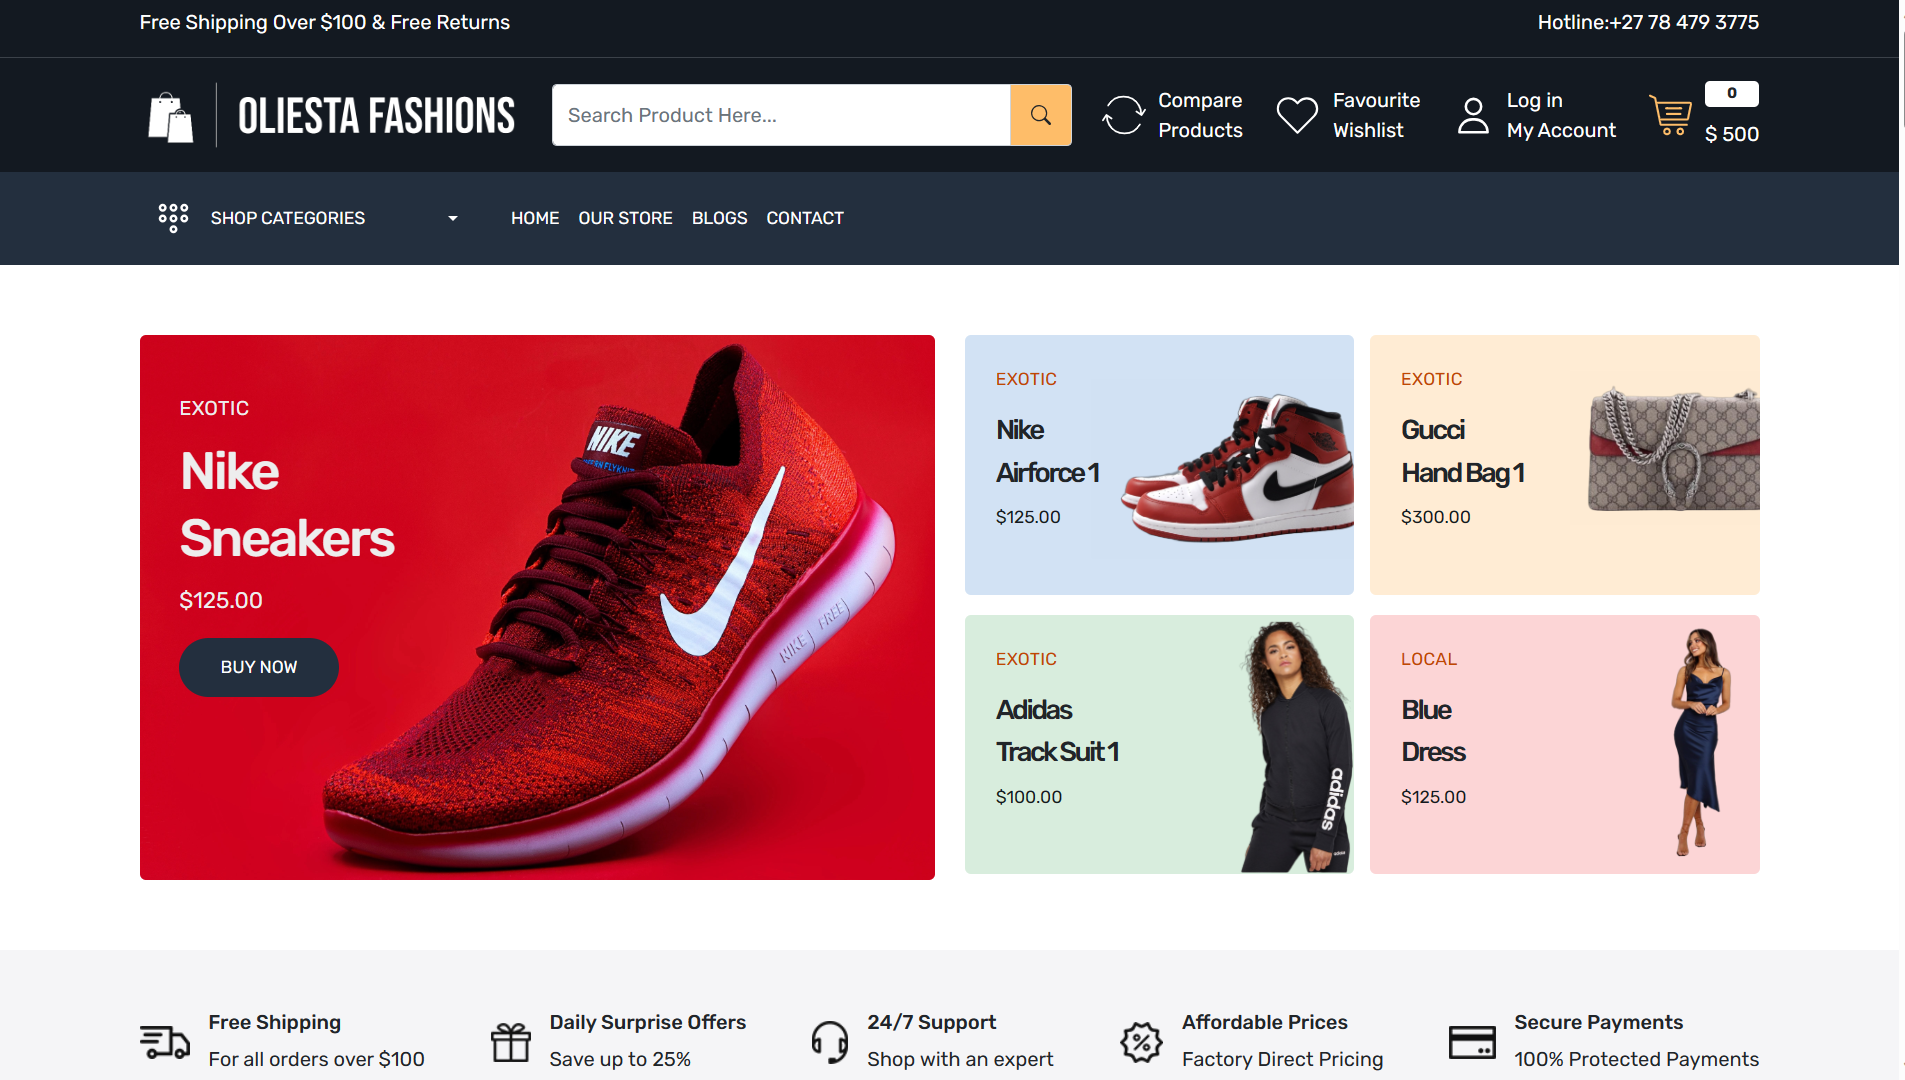 Free Shipping Over $100 & Free Returns
Hotline:+27 78 479 3775
OLIESTA FASHIONS
Search Product Here...
Compare
Products
Favourite
Wishlist
Log in
My Account
0
$ 500
SHOP CATEGORIES
HOME OUR STORE BLOGS CONTACT
EXOTIC
Nike
Sneakers
$125.00
BUY NOW
NIKE
NIKE FREE
EXOTIC
Nike
Airforce 1
$125.00
EXOTIC
Gucci
Hand Bag 1
$300.00
EXOTIC
Adidas
Track Suit 1
$100.00
adidas
LOCAL
Blue
Dress
$125.00
Free Shipping
For all orders over $100
Daily Surprise Offers
Save up to 25%
24/7 Support
Shop with an expert
Affordable Prices
Factory Direct Pricing
Secure Payments
100% Protected Payments